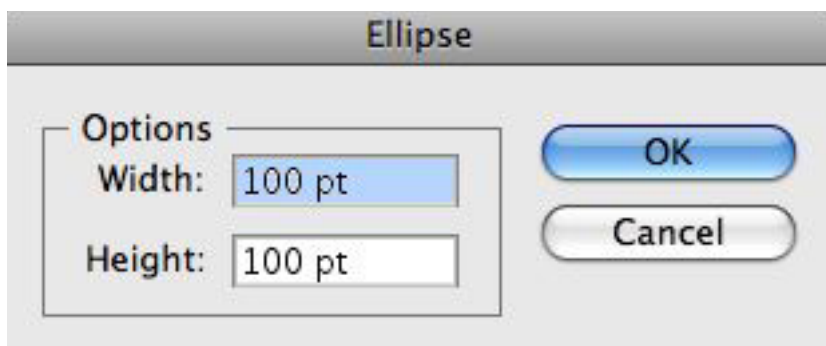 Ellipse
Options
Width: 100 pt
Height: 100 pt
OK
Cancel